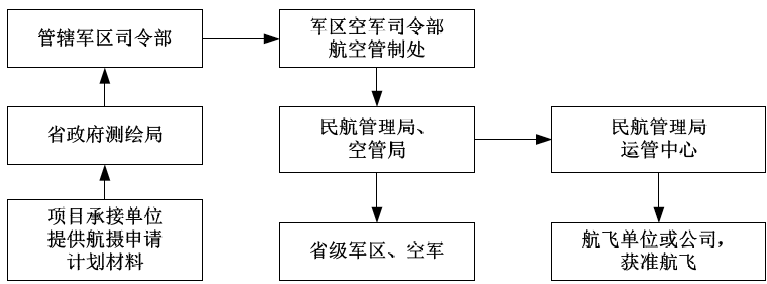 管辖军区司令部
军区空军司令部
航空管制处
省政府测绘局
民航管理局、
空管局
民航管理局
运管中心
项目承接单位
提供航摄申请
计划材料
省级军区、空军
航飞单位或公司，
获准航飞